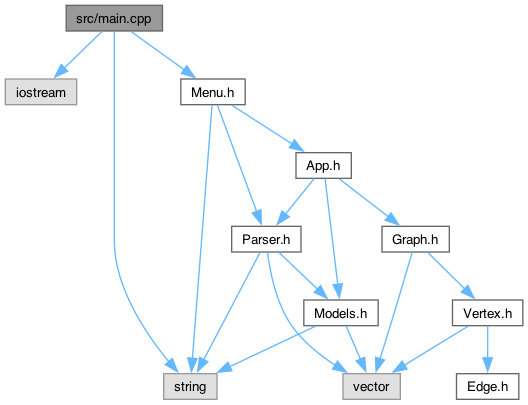 src/main.cpp
iostream
Menu.h
App.h
Parser.h
Graph.h
Models.h
Vertex.h
string
vector
Edge.h